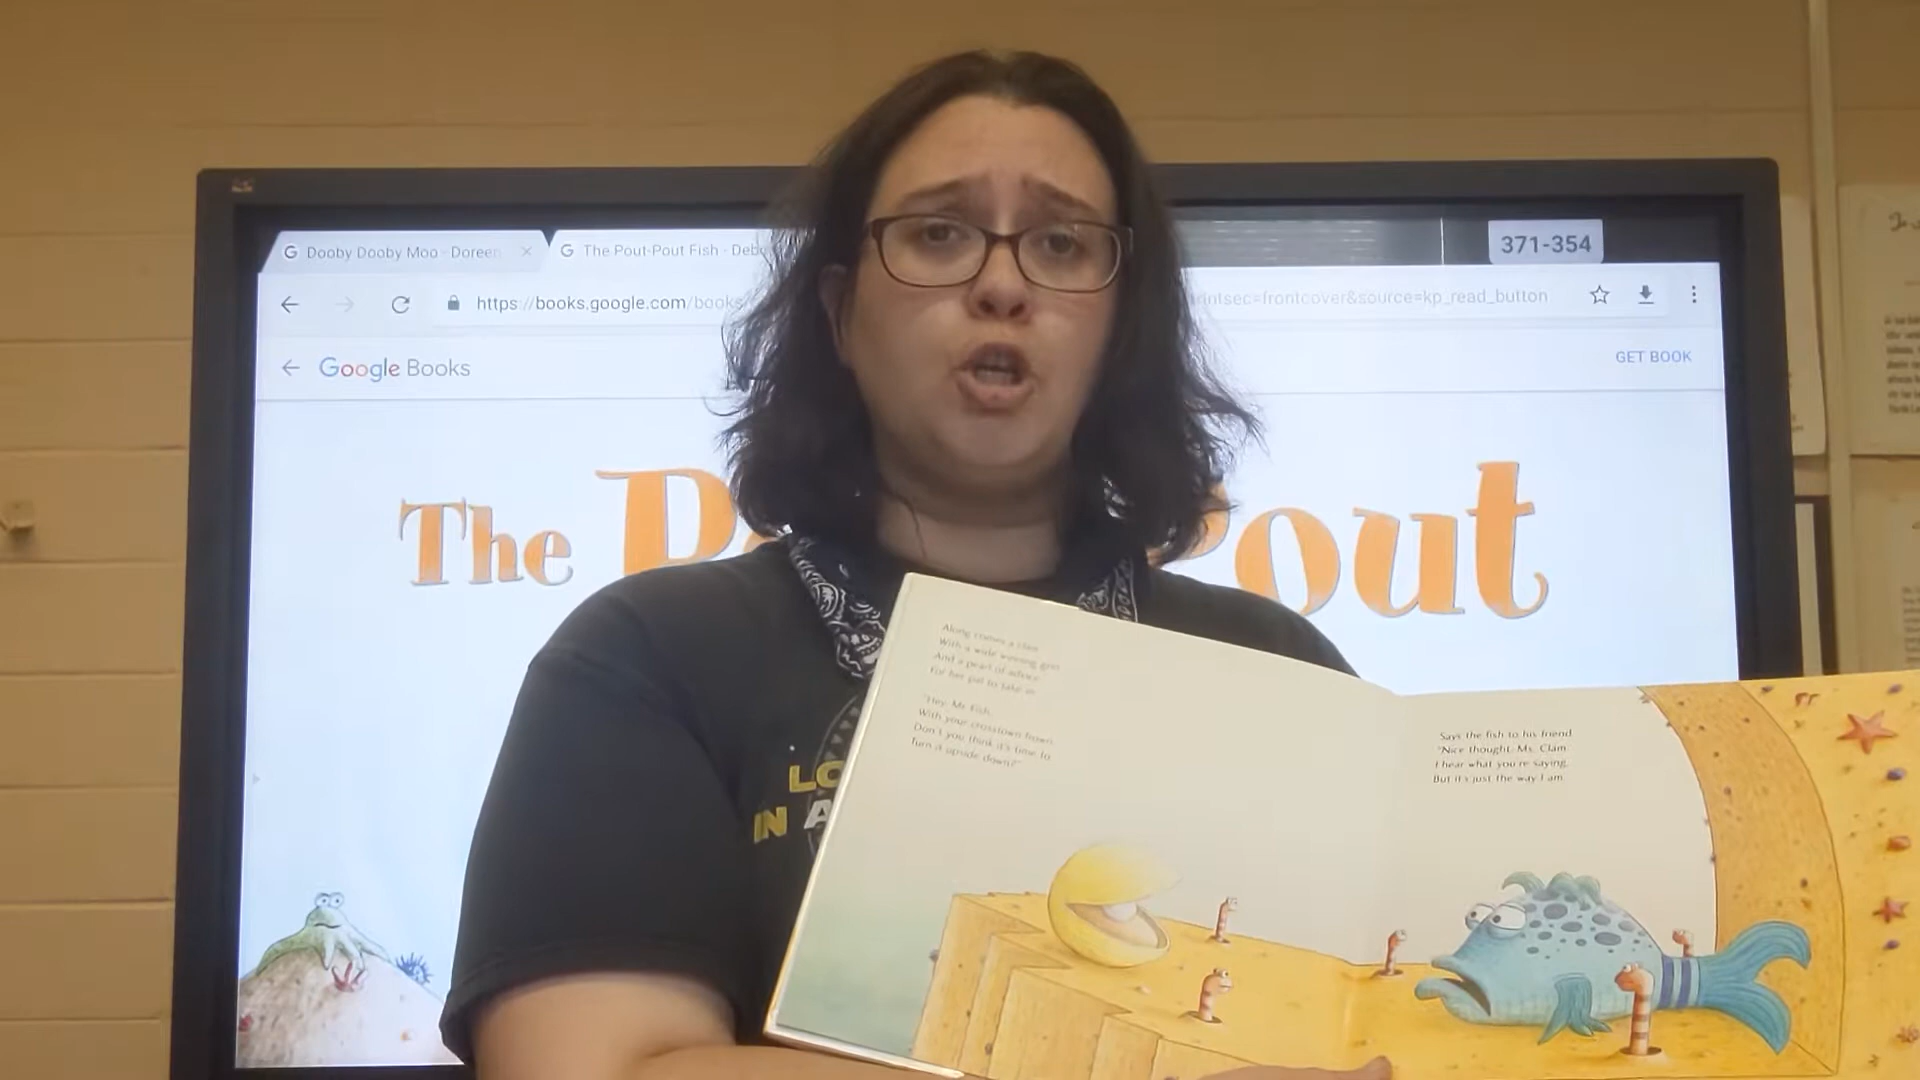 Dooby Dooby Moo - Doreen
The Pout-Pout Fish - Debo
371-354
https://books.google.com/books
ntsec=frontcover&source=kp_read_button
Google Books
GET BOOK
The P out
LO
IN A
Along comes a clam
With a wide winning grin
And a pearl of advice
For her pal to take in:
"Hey, Mr. Fish,
With your crosstown frown,
Don't you think it's time to
Turn it upside down?"
Says the fish to his friend,
"Nice thought, Ms. Clam.
I hear what you're saying,
But it's just the way I am.